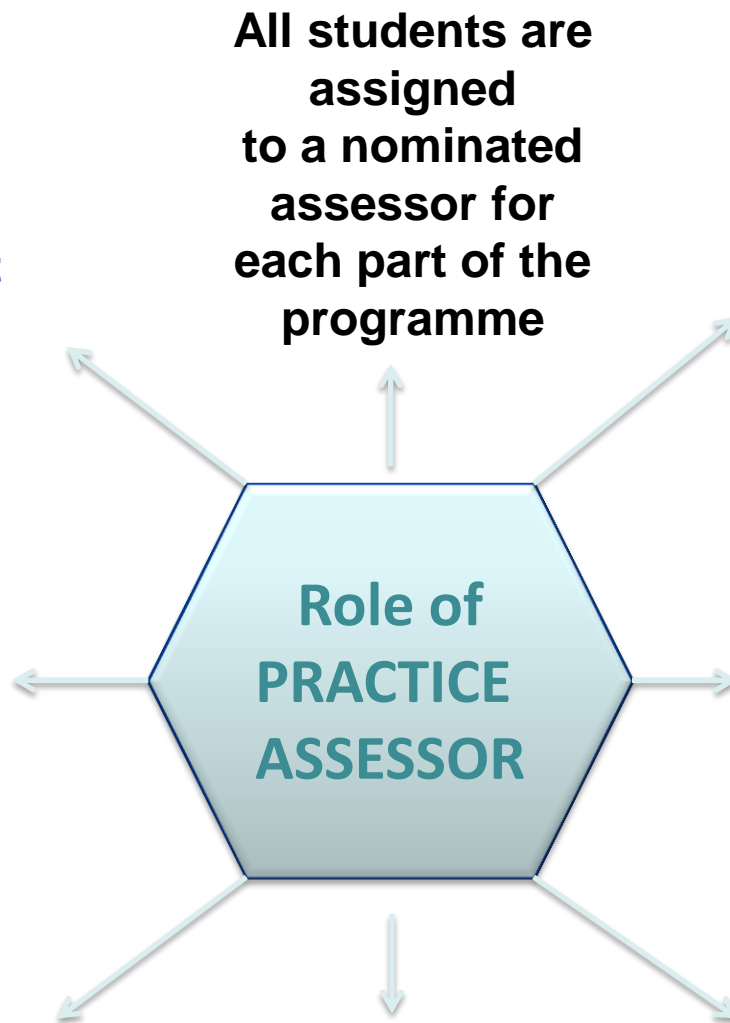 All students are
assigned
to a nominated
assessor for
each part of the
programme
Role of
PRACTICE
ASSESSOR